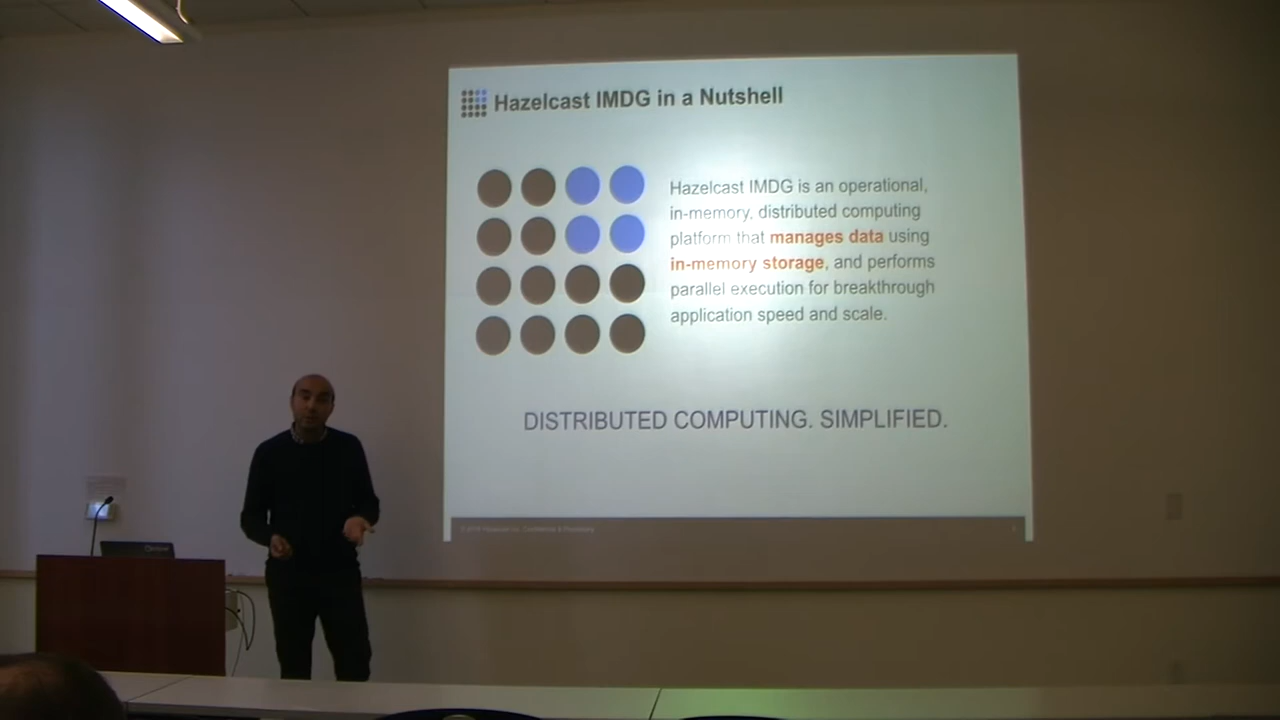 Hazelcast IMDG in a Nutshell
Hazelcast IMDG is an operational,
in-memory, distributed computing
platform that manages data using
in-memory storage, and performs
parallel execution for breakthrough
application speed and scale.
DISTRIBUTED COMPUTING. SIMPLIFIED.